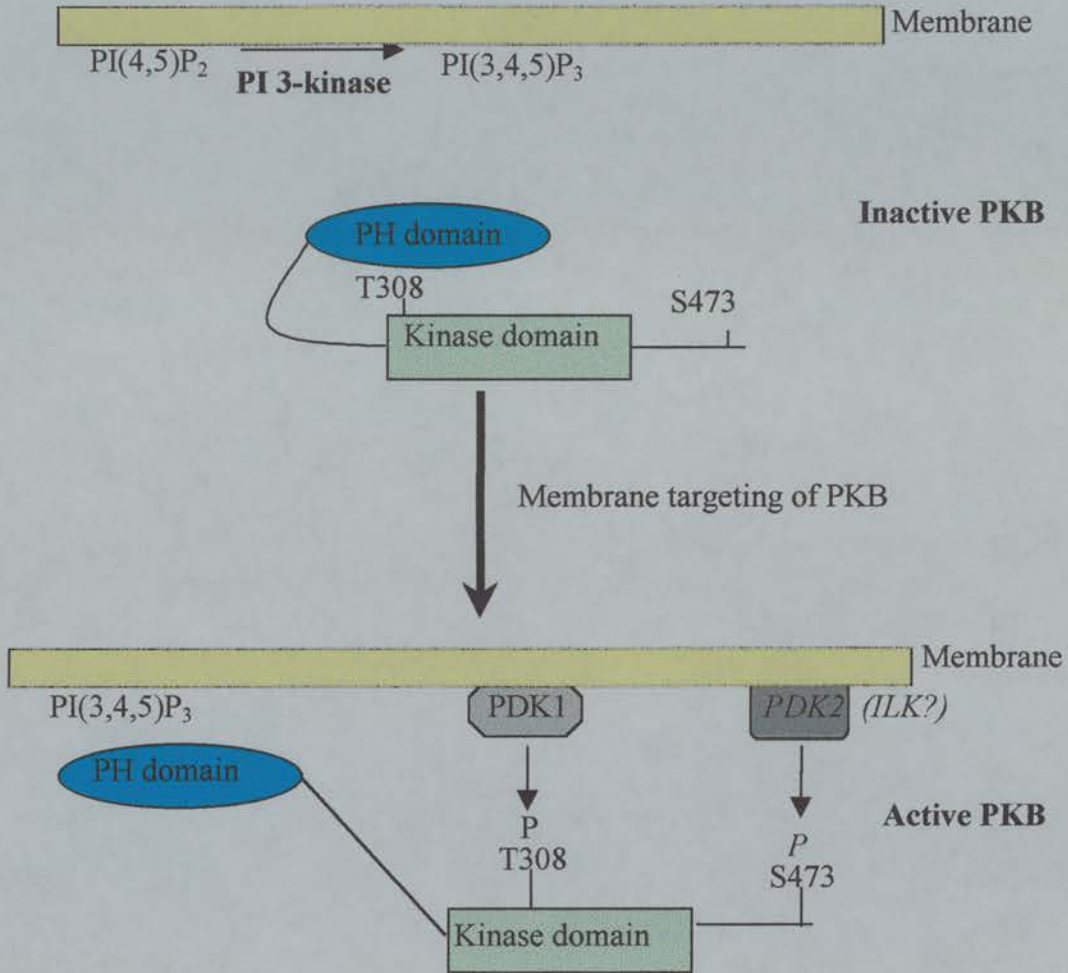 Membrane
PI(4,5)P₂
PI 3-kinase
PI(3,4,5)P₃
Inactive PKB
PH domain
T308
S473
Kinase domain
Membrane targeting of PKB
Membrane
PI(3,4,5)P₃
PDK1
PDK2 (ILK?)
PH domain
Active PKB
P
P
T308
S473
Kinase domain